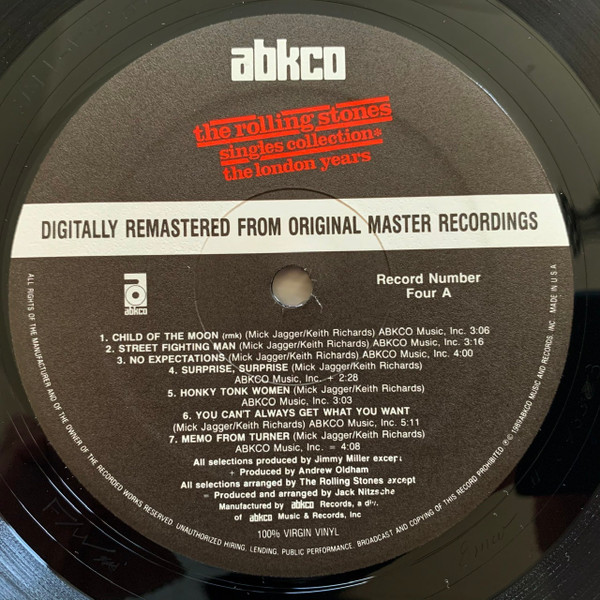 abkco
the rolling stones
singles collection*
the london years
DIGITALLY REMASTERED FROM ORIGINAL MASTER RECORDINGS
abkco
Record Number
Four A
1. CHILD OF THE MOON (rmk) (Mick Jagger/Keith Richards) ABKCO Music, Inc. 3:06
2. STREET FIGHTING MAN (Mick Jagger/Keith Richards) ABKCO Music, Inc. 3:16
3. NO EXPECTATIONS (Mick Jagger/Keith Richards) ABKCO Music, Inc. 4:00
4. SURPRISE, SURPRISE (Mick Jagger/Keith Richards)
ABKCO Music, Inc. + 2:28
5. HONKY TONK WOMEN (Mick Jagger/Keith Richards)
ABKCO Music, Inc. 3:03
6. YOU CAN'T ALWAYS GET WHAT YOU WANT
(Mick Jagger/Keith Richards) ABKCO Music, Inc. 5:11
7. MEMO FROM TURNER (Mick Jagger/Keith Richards)
ABKCO Music, Inc. = 4:08
All selections produced by Jimmy Miller except
+ Produced by Andrew Oldham
All selections arranged by The Rolling Stones except
= Produced and arranged by Jack Nitzsche
Manufactured by abkco Records, a div.
of abkco Music & Records, Inc
100% VIRGIN VINYL
ALL RIGHTS OF THE MANUFACTURER AND OF THE OWNER OF THE RECORDED WORKS RESERVED. UNAUTHORIZED HIRING, LENDING, PUBLIC PERFORMANCE, BROADCAST AND COPYING OF THIS RECORD PROHIBITED ℗© 1989 ABKCO MUSIC AND RECORDS, INC. MADE IN U S A